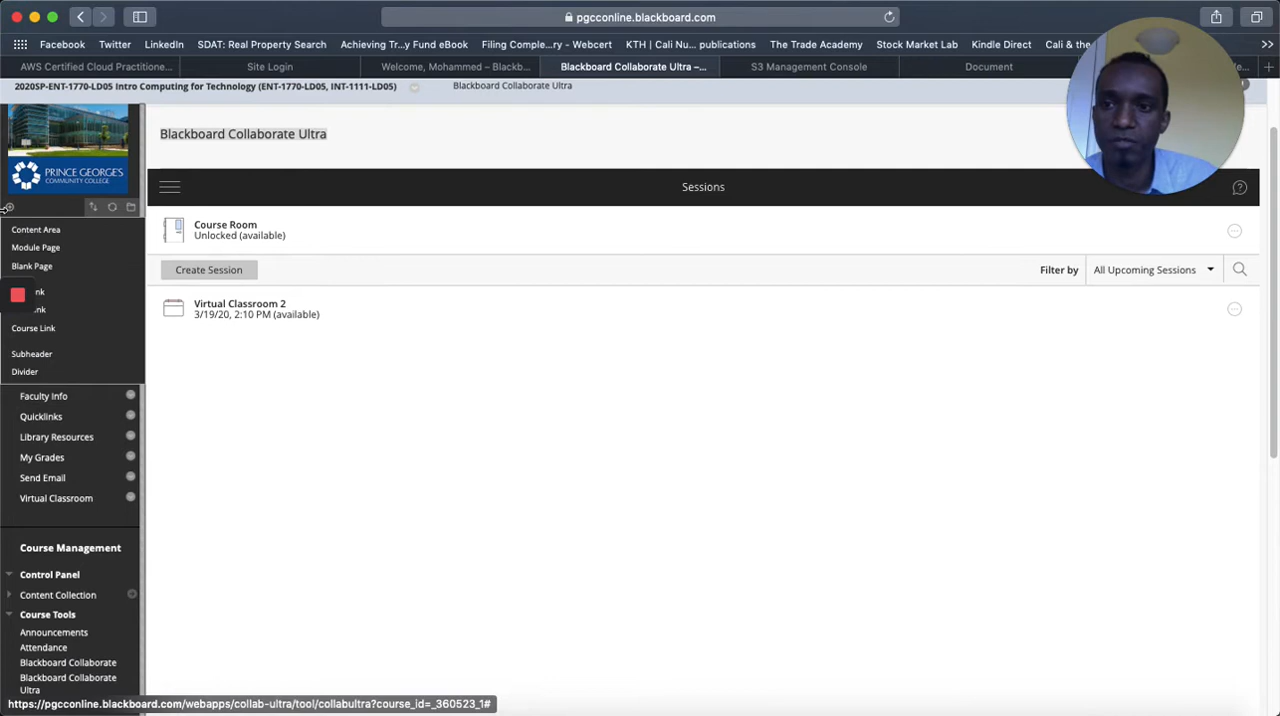 pgcconline.blackboard.com
Facebook Twitter LinkedIn SDAT: Real Property Search Achieving Tr...y Fund eBook Filing Comple...ry - Webcert KTH | Cali Nu... publications The Trade Academy Stock Market Lab Kindle Direct Cali & the
AWS Certified Cloud Practitione... Site Login Welcome, Mohammed – Blackb... Blackboard Collaborate Ultra –... S3 Management Console Document
2020SP-ENT-1770-LD05 Intro Computing for Technology (ENT-1770-LD05, INT-1111-LD05) Blackboard Collaborate Ultra
PRINCE GEORGE'S
COMMUNITY COLLEGE
Content Area
Module Page
Blank Page
nk
ink
Course Link
Subheader
Divider
Faculty Info
Quicklinks
Library Resources
My Grades
Send Email
Virtual Classroom
Course Management
Control Panel
Content Collection
Course Tools
Announcements
Attendance
Blackboard Collaborate
Blackboard Collaborate
Ultra
Blackboard Collaborate Ultra
Sessions
Course Room
Unlocked (available)
Create Session Filter by All Upcoming Sessions
Virtual Classroom 2
3/19/20, 2:10 PM (available)
https://pgcconline.blackboard.com/webapps/collab-ultra/tool/collabultra?course_id=_360523_1#